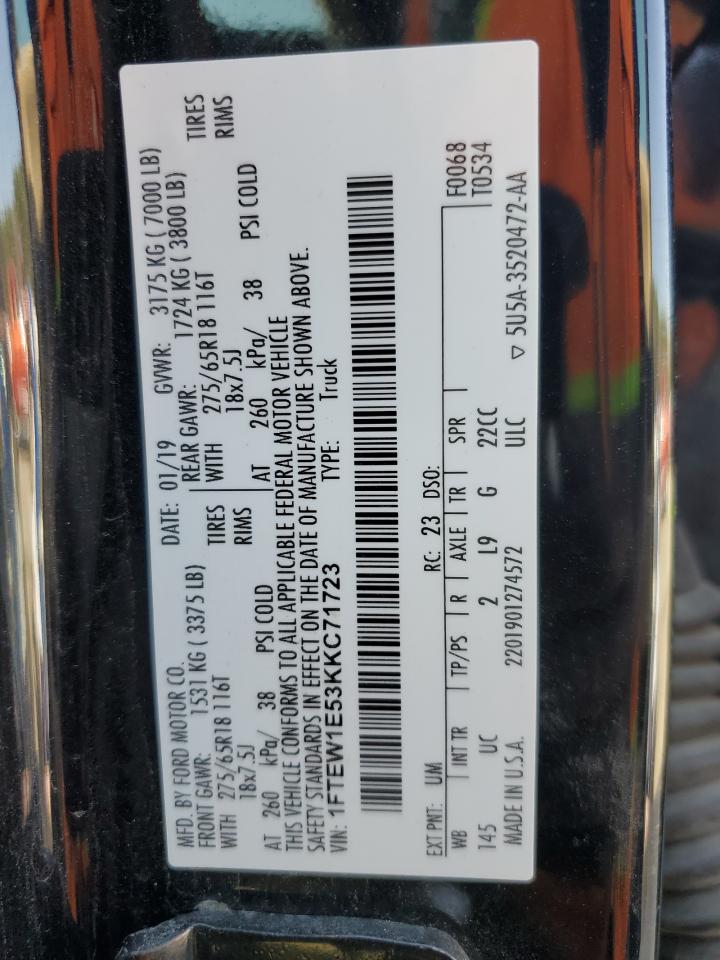 MFD. BY FORD MOTOR CO. DATE: 01/19 GVWR: 3175 KG ( 7000 LB)
FRONT GAWR: 1531 KG ( 3375 LB) REAR GAWR: 1724 KG ( 3800 LB)
WITH 275/65R18 116T TIRES WITH 275/65R18 116T TIRES
18x7.5J RIMS 18x7.5J RIMS
AT 260 kPa/ 38 PSI COLD AT 260 kPa/ 38 PSI COLD
THIS VEHICLE CONFORMS TO ALL APPLICABLE FEDERAL MOTOR VEHICLE
SAFETY STANDARDS IN EFFECT ON THE DATE OF MANUFACTURE SHOWN ABOVE.
VIN: 1FTEW1E53KKC71723 TYPE: Truck
EXT PNT: UM RC: 23 DSO: F0068
WB INT TR TP/PS R AXLE TR SPR T0534
145 UC 2 L9 G 22CC
MADE IN U.S.A. 2201901274572 ULC ▽ 5U5A-3520472-AA